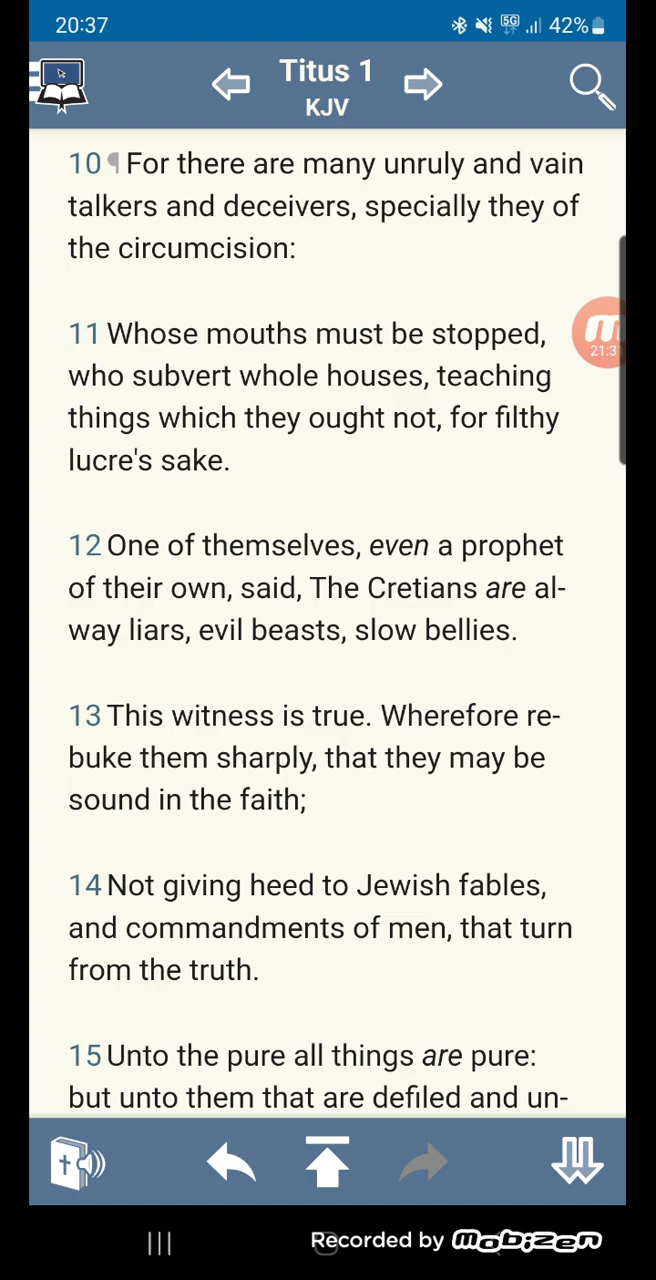 20:37
5G
42%
Titus 1
KJV
10 ¶ For there are many unruly and vain
talkers and deceivers, specially they of
the circumcision:
11 Whose mouths must be stopped,
who subvert whole houses, teaching
things which they ought not, for filthy
lucre's sake.
m
21:31
12 One of themselves, even a prophet
of their own, said, The Cretians are al-
way liars, evil beasts, slow bellies.
13 This witness is true. Wherefore re-
buke them sharply, that they may be
sound in the faith;
14 Not giving heed to Jewish fables,
and commandments of men, that turn
from the truth.
15 Unto the pure all things are pure:
but unto them that are defiled and un-
Recorded by mobizen